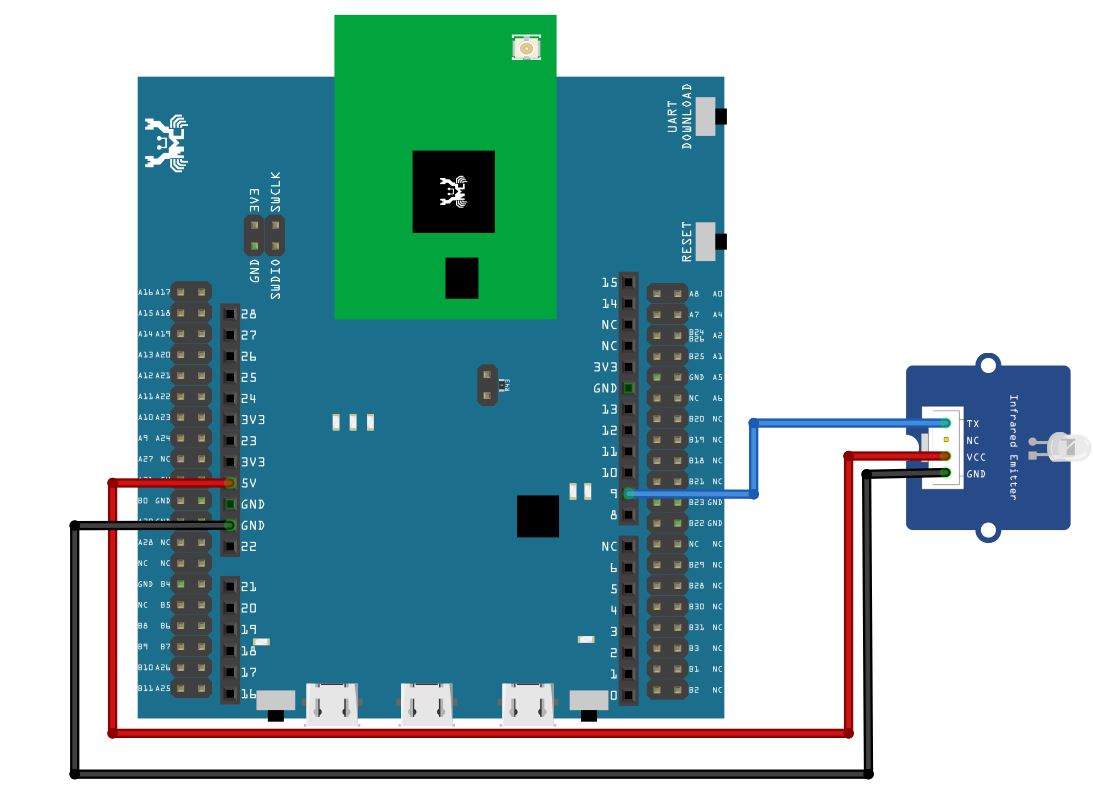 UART
DOWNLOAD
RESET
3V3
SWCLK
GND
SWDIO
A16 A17
A15 A18
A14 A19
A13 A20
A12 A21
A11 A22
A10 A23
A9 A24
A27 NC
B0 GND
A28 NC
NC NC
GND B4
NC B5
B8 B6
B9 B7
B10 A26
B11 A25
28
27
26
25
24
3V3
23
3V3
5V
GND
GND
22
21
20
19
18
17
16
R43
15
14
NC
NC
3V3
GND
13
12
11
10
9
8
NC
6
5
4
3
2
1
0
A8 A0
A7 A4
B24
B26 A2
B25 A1
GND A5
NC A6
B20 NC
B19 NC
B18 NC
B21 NC
B23 GND
B22 GND
NC NC
B29 NC
B28 NC
B30 NC
B31 NC
B3 NC
B1 NC
B2 NC
TX
NC
VCC
GND
Infrared Emitter